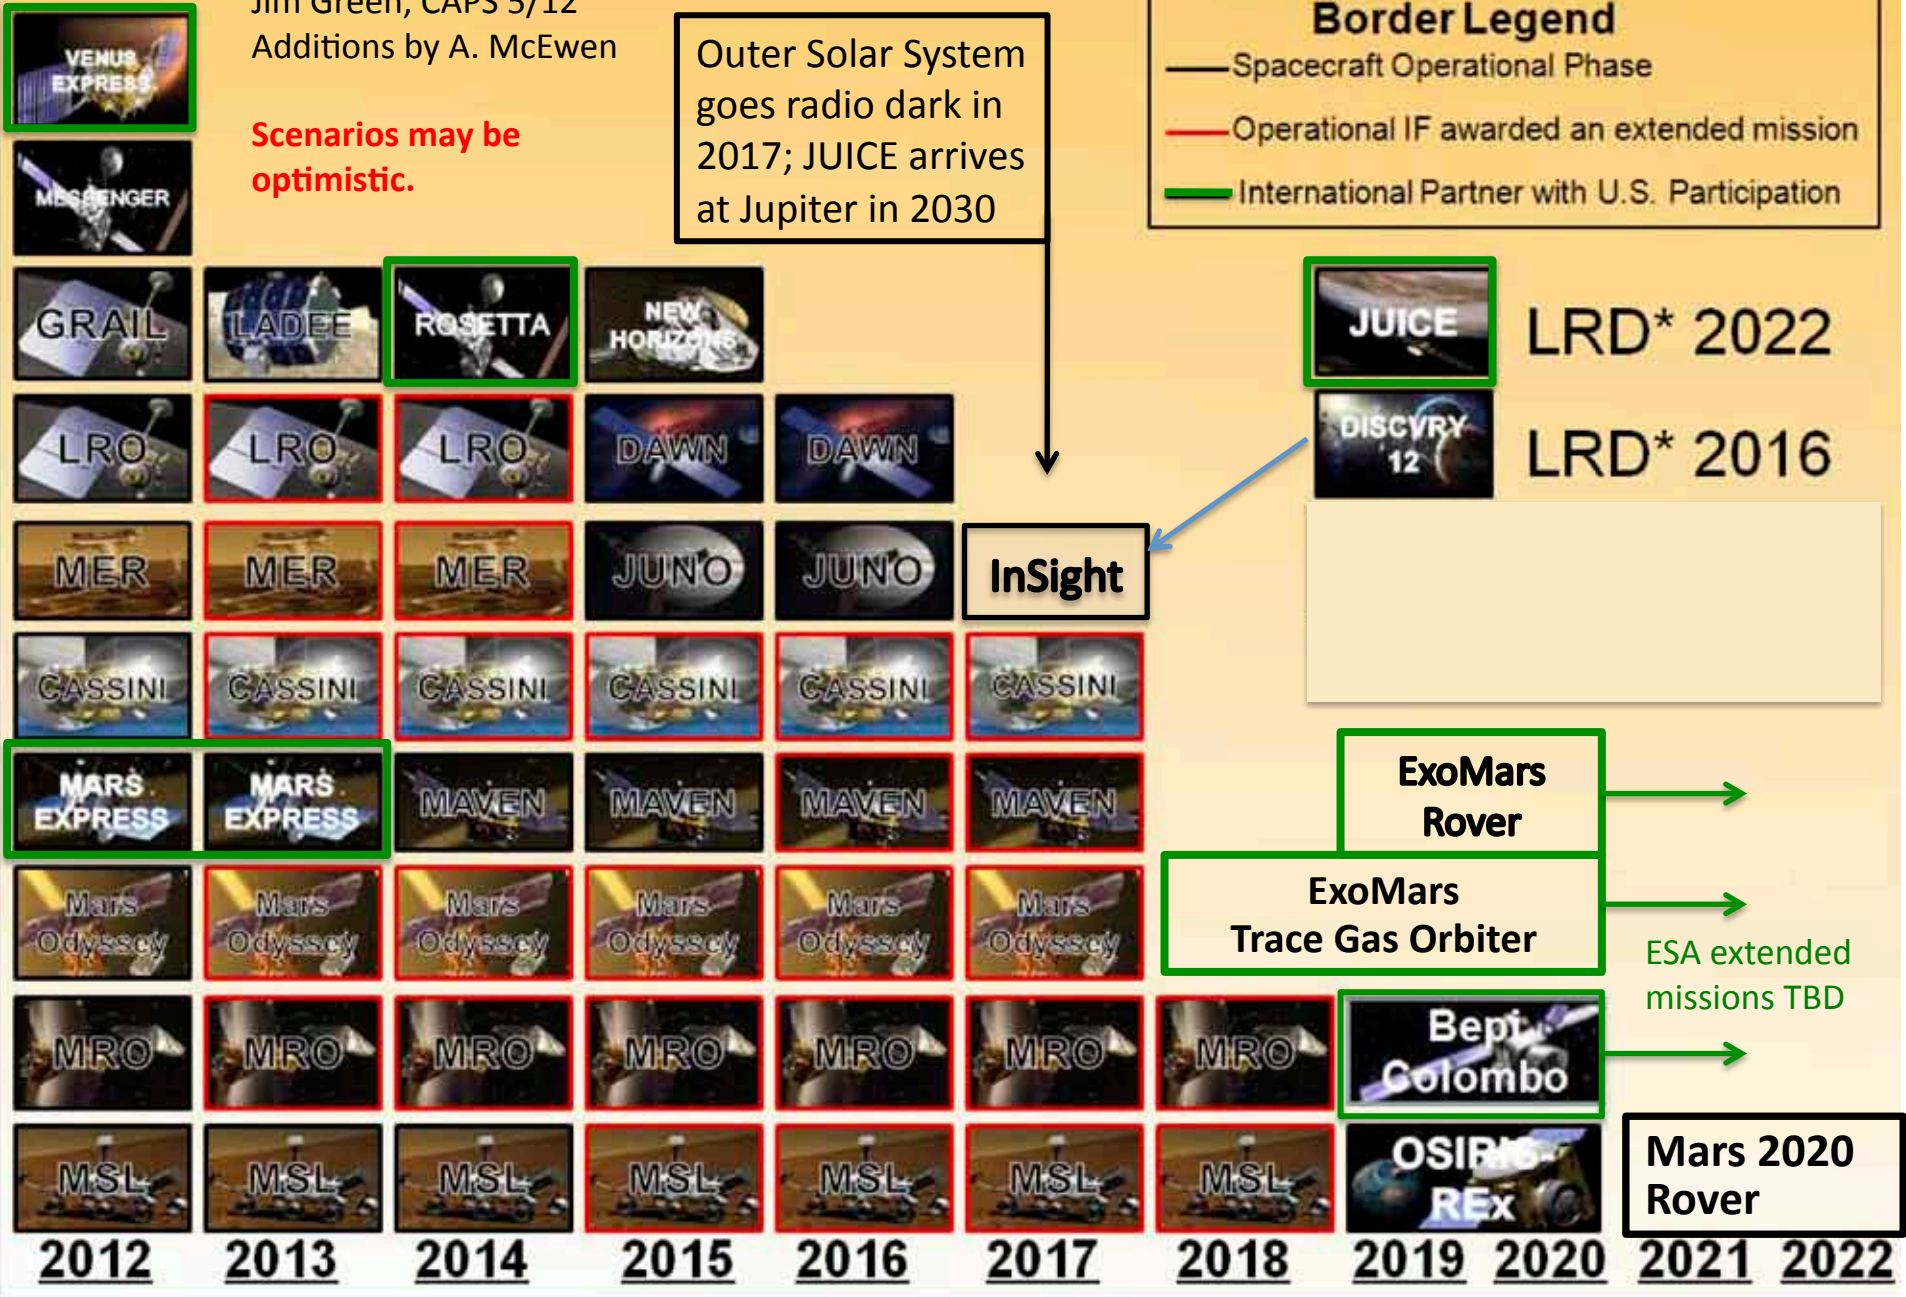 Jim Green, CAPS 5/12
Additions by A. McEwen
Scenarios may be
optimistic.
Outer Solar System
goes radio dark in
2017; JUICE arrives
at Jupiter in 2030
Border Legend
Spacecraft Operational Phase
Operational IF awarded an extended mission
International Partner with U.S. Participation
VENUS
EXPRESS
MESSENGER
GRAIL LADEE ROSETTA NEW
HORIZONS
JUICE LRD* 2022
LRO LRO LRO DAWN DAWN
DISCVRY
12
LRD* 2016
MER MER MER JUNO JUNO InSight
CASSINI CASSINI CASSINI CASSINI CASSINI CASSINI
MARS
EXPRESS
MARS
EXPRESS
MAVEN MAVEN MAVEN MAVEN
ExoMars
Rover
Mars
Odyssey
Mars
Odyssey
Mars
Odyssey
Mars
Odyssey
Mars
Odyssey
Mars
Odyssey
ExoMars
Trace Gas Orbiter
ESA extended
missions TBD
MRO MRO MRO MRO MRO MRO MRO
Bepi
Colombo
MSL MSL MSL MSL MSL MSL MSL
OSIRIS-
REx
Mars 2020
Rover
2012 2013 2014 2015 2016 2017 2018 2019 2020 2021 2022